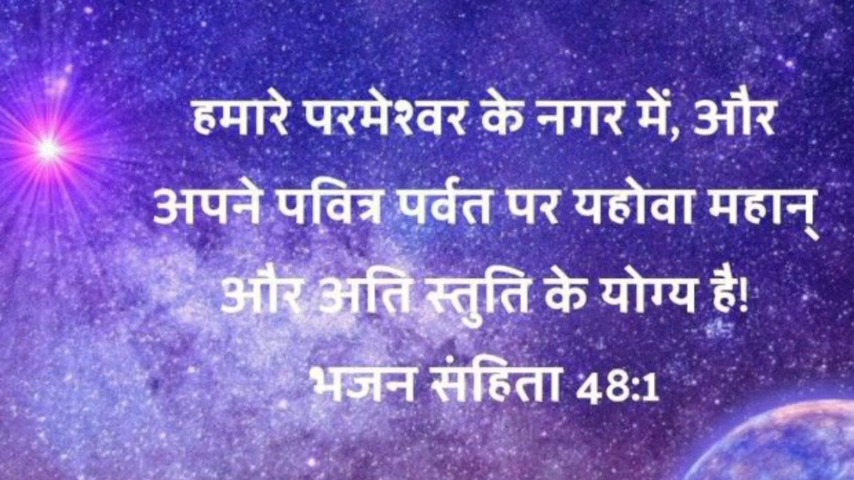 हमारे परमेश्वर के नगर में, और
अपने पवित्र पर्वत पर यहोवा महान्
और अति स्तुति के योग्य है!
भजन संहिता 48:1